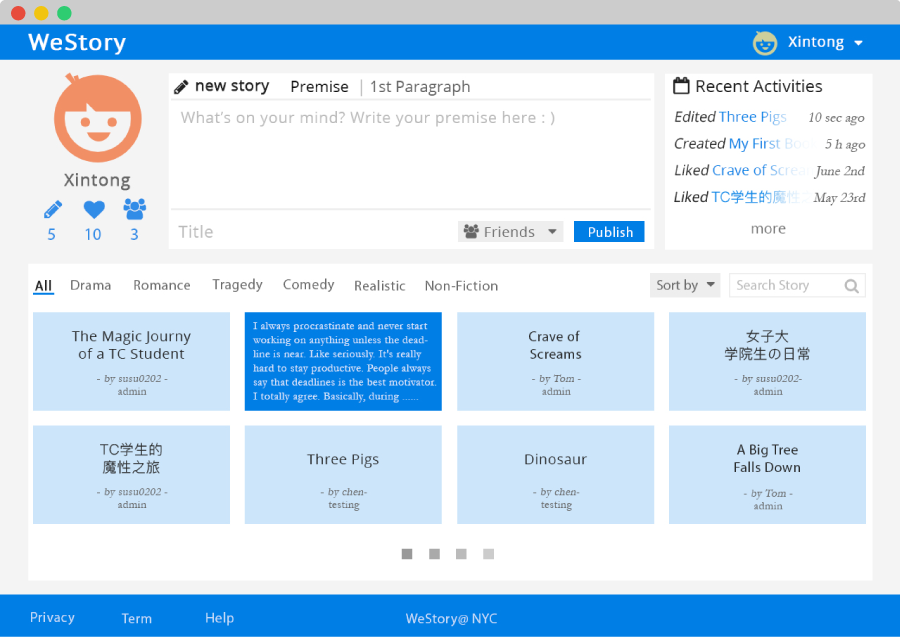 WeStory
Xintong
Xintong
5 10 3
new story Premise | 1st Paragraph
What's on your mind? Write your premise here : )
Title
Friends
Publish
Recent Activities
Edited Three Pigs 10 sec ago
Created My First Boo 5 h ago
Liked Crave of Screa June 2nd
Liked TC学生的魔性之 May 23rd
more
All Drama Romance Tragedy Comedy Realistic Non-Fiction
Sort by
Search Story
The Magic Journy
of a TC Student
- by susu0202 -
admin
I always procrastinate and never start
working on anything unless the dead-
line is near. Like seriously. It's really
hard to stay productive. People always
say that deadlines is the best motivator.
I totally agree. Basically, during ......
Crave of
Screams
- by Tom -
admin
女子大
学院生の日常
- by susu0202-
admin
TC学生的
魔性之旅
- by susu0202 -
admin
Three Pigs
- by chen-
testing
Dinosaur
- by chen-
testing
A Big Tree
Falls Down
- by Tom -
admin
Privacy Term Help WeStory@ NYC